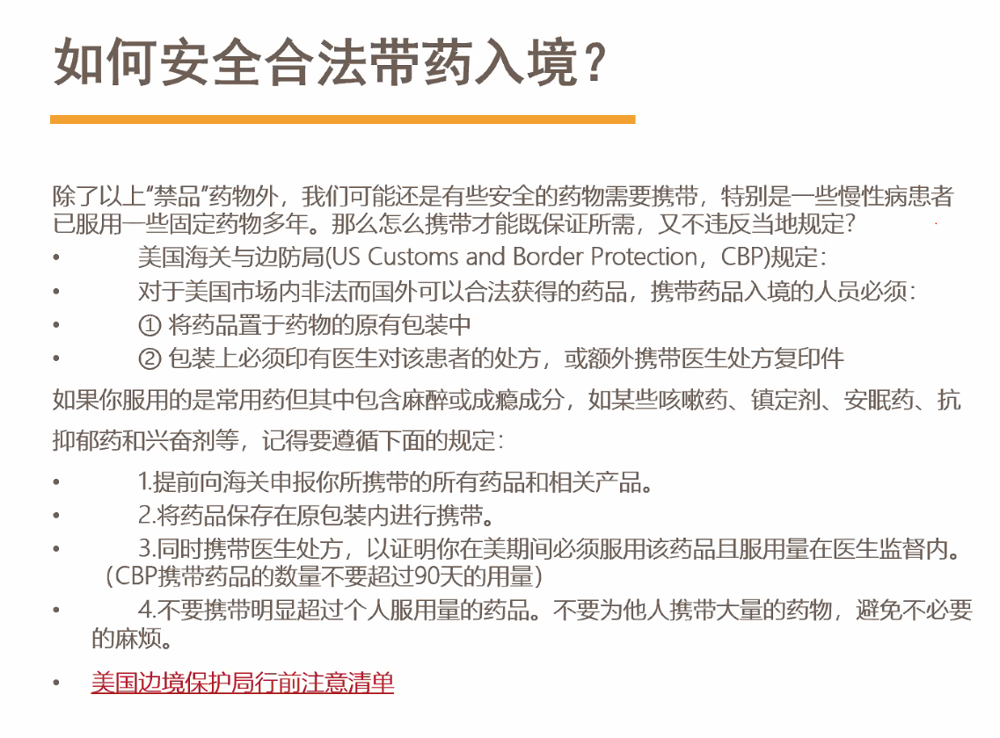 如何安全合法带药入境？
除了以上“禁品”药物外，我们可能还是有些安全的药物需要携带，特别是一些慢性病患者
已服用一些固定药物多年。那么怎么携带才能既保证所需，又不违反当地规定？
• 美国海关与边防局(US Customs and Border Protection，CBP)规定：
• 对于美国市场内非法而国外可以合法获得的药品，携带药品入境的人员必须：
• ① 将药品置于药物的原有包装中
• ② 包装上必须印有医生对该患者的处方，或额外携带医生处方复印件
如果你服用的是常用药但其中包含麻醉或成瘾成分，如某些咳嗽药、镇定剂、安眠药、抗
抑郁药和兴奋剂等，记得要遵循下面的规定：
• 1.提前向海关申报你所携带的所有药品和相关产品。
• 2.将药品保存在原包装内进行携带。
• 3.同时携带医生处方，以证明你在美期间必须服用该药品且服用量在医生监督内。
（CBP携带药品的数量不要超过90天的用量）
• 4.不要携带明显超过个人服用量的药品。不要为他人携带大量的药物，避免不必要
的麻烦。
• 美国边境保护局行前注意清单